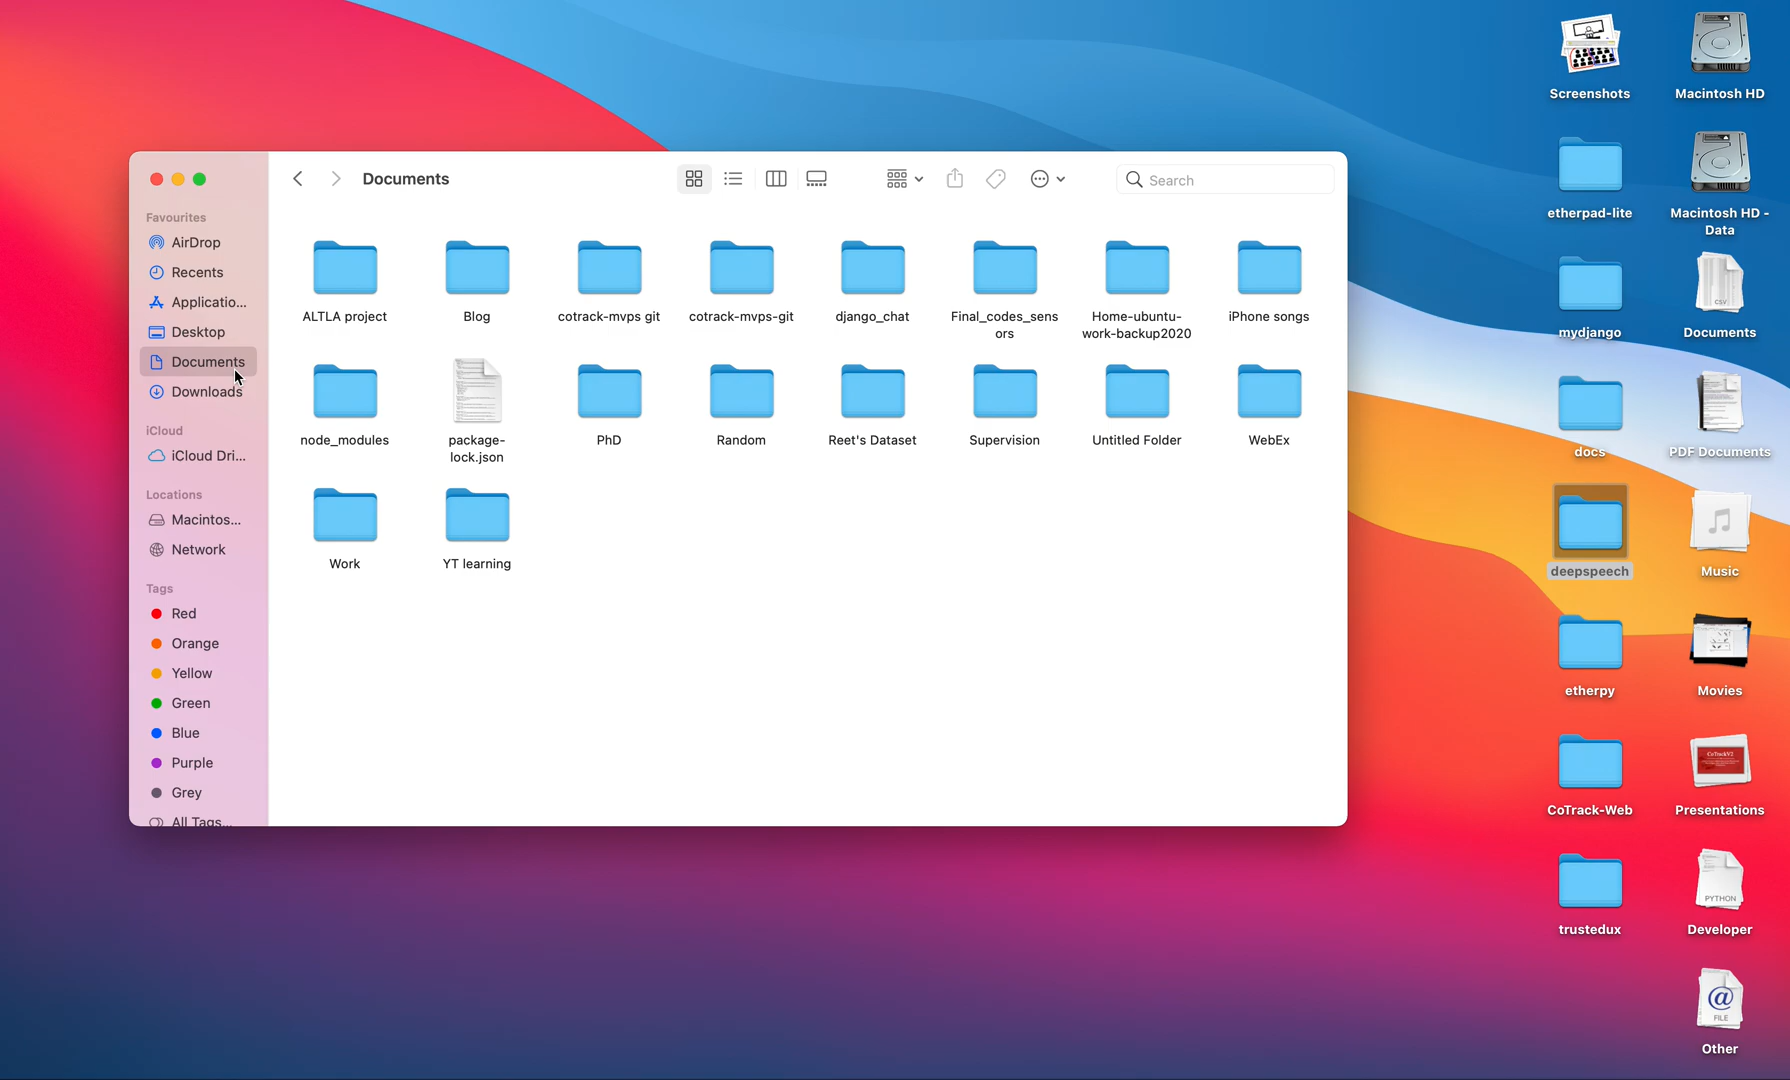 Documents
Search
Favourites
AirDrop
Recents
Applicatio...
Desktop
Documents
Downloads
iCloud
iCloud Dri...
Locations
Macintos...
Network
Tags
Red
Orange
Yellow
Green
Blue
Purple
Grey
All Tags...
ALTLA project
Blog
cotrack-mvps git
cotrack-mvps-git
django_chat
Final_codes_sens
ors
Home-ubuntu-
work-backup2020
iPhone songs
node_modules
package-
lock.json
PhD
Random
Reet's Dataset
Supervision
Untitled Folder
WebEx
Work
YT learning
Screenshots
Macintosh HD
etherpad-lite
Macintosh HD -
Data
mydjango
CSV
Documents
docs
PDF Documents
deepspeech
Music
etherpy
Movies
CoTrack-Web
CoTrackV2
Presentations
trustedux
PYTHON
Developer
@
FILE
Other